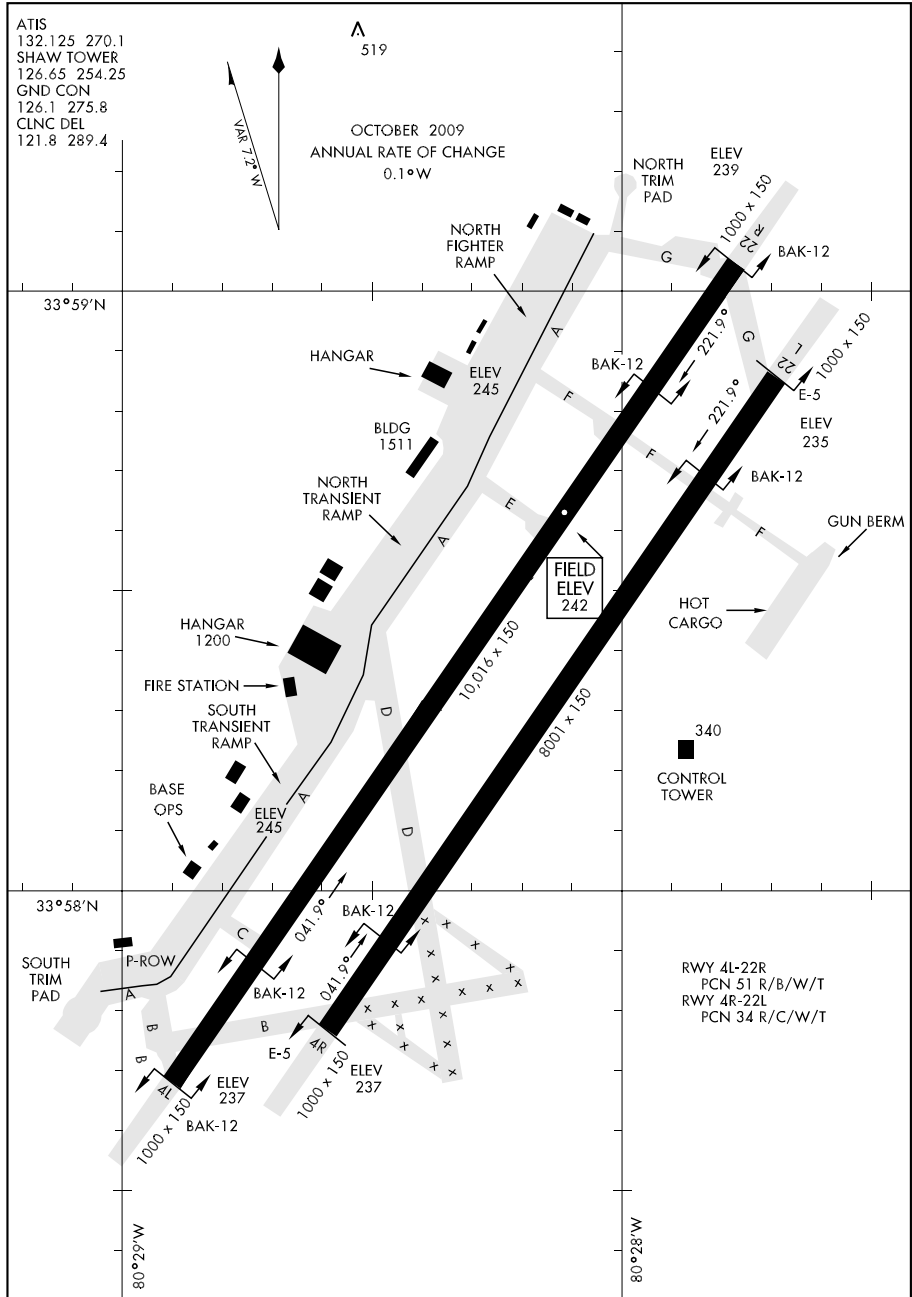 ATIS
132.125 270.1
SHAW TOWER
126.65 254.25
GND CON
126.1 275.8
CLNC DEL
121.8 289.4
519
VAR 7.2° W
OCTOBER 2009
ANNUAL RATE OF CHANGE
0.1° W
NORTH
TRIM
PAD
ELEV
239
1000 x 150
22 R
BAK-12
NORTH
FIGHTER
RAMP
G
33°59'N
A
221.9°
G
22 L
1000 x 150
HANGAR
ELEV
245
BAK-12
E-5
F
221.9°
ELEV
235
BLDG
1511
F
BAK-12
NORTH
TRANSIENT
RAMP
E
A
F
GUN BERM
FIELD
ELEV
242
HOT
CARGO
HANGAR
1200
10,016 x 150
FIRE STATION
D
8001 x 150
SOUTH
TRANSIENT
RAMP
340
CONTROL
TOWER
BASE
OPS
A
ELEV
245
D
33°58'N
041.9°
BAK-12
C
SOUTH
TRIM
PAD
P-ROW
041.9°
BAK-12
A
B
B
B
E-5
4R
RWY 4L-22R
PCN 51 R/B/W/T
RWY 4R-22L
PCN 34 R/C/W/T
4L
ELEV
237
ELEV
237
BAK-12
1000 x 150
1000 x 150
x x x x x x x x x x x x x x x x x x x x
80°29'W
80°28'W